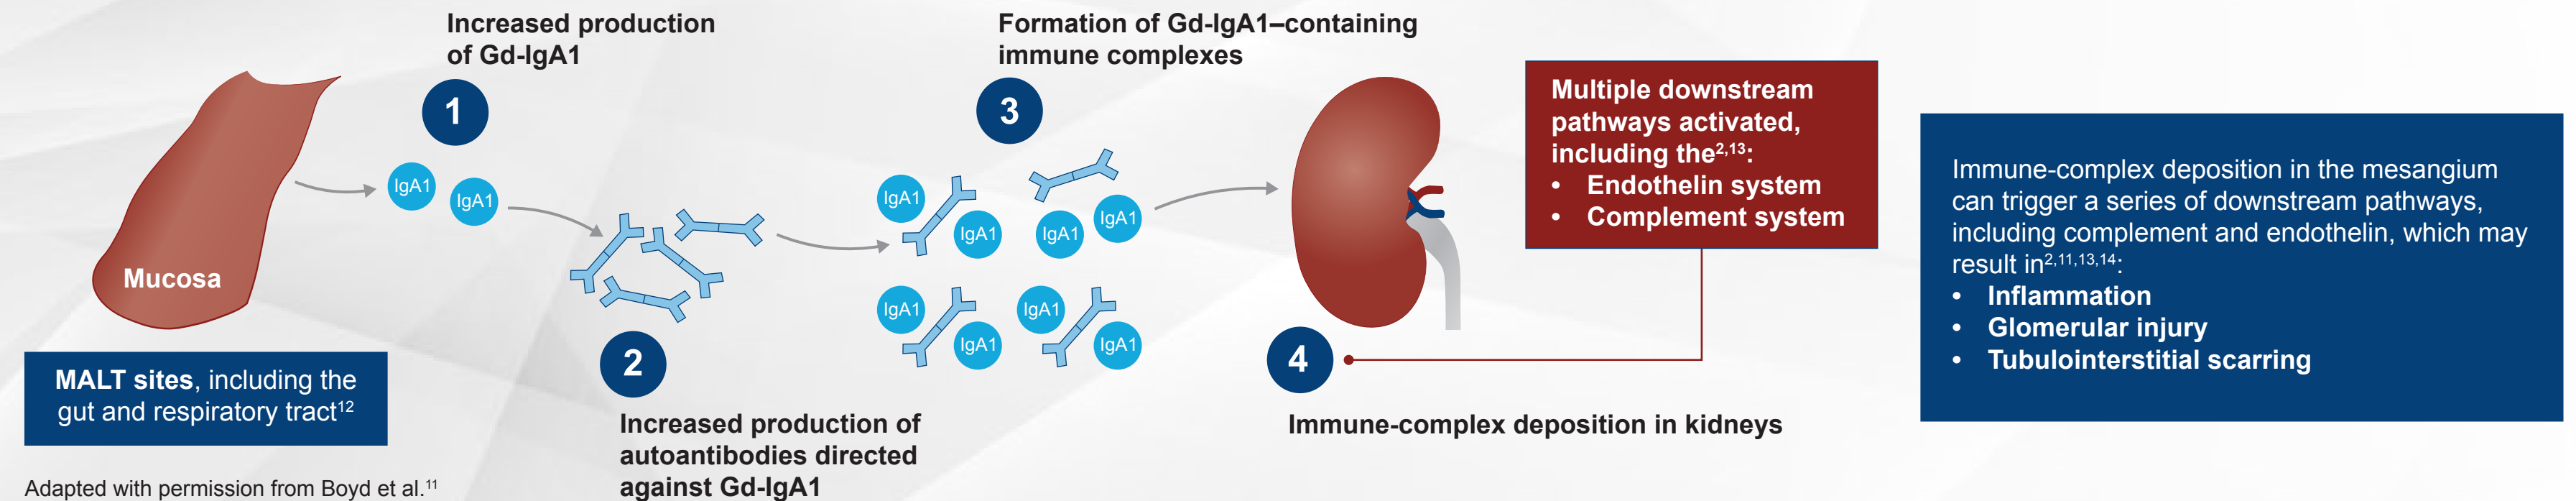 Increased production
of Gd-IgA1
1
Mucosa
IgA1
IgA1
MALT sites, including the
gut and respiratory tract¹²
2
Increased production of
autoantibodies directed
against Gd-IgA1
Formation of Gd-IgA1–containing
immune complexes
3
IgA1
IgA1
IgA1
IgA1
IgA1
IgA1
IgA1
IgA1
4
Immune-complex deposition in kidneys
Multiple downstream
pathways activated,
including the²,¹³:
• Endothelin system
• Complement system
Immune-complex deposition in the mesangium
can trigger a series of downstream pathways,
including complement and endothelin, which may
result in²,¹¹,¹³,¹⁴:
• Inflammation
• Glomerular injury
• Tubulointerstitial scarring
Adapted with permission from Boyd et al.¹¹